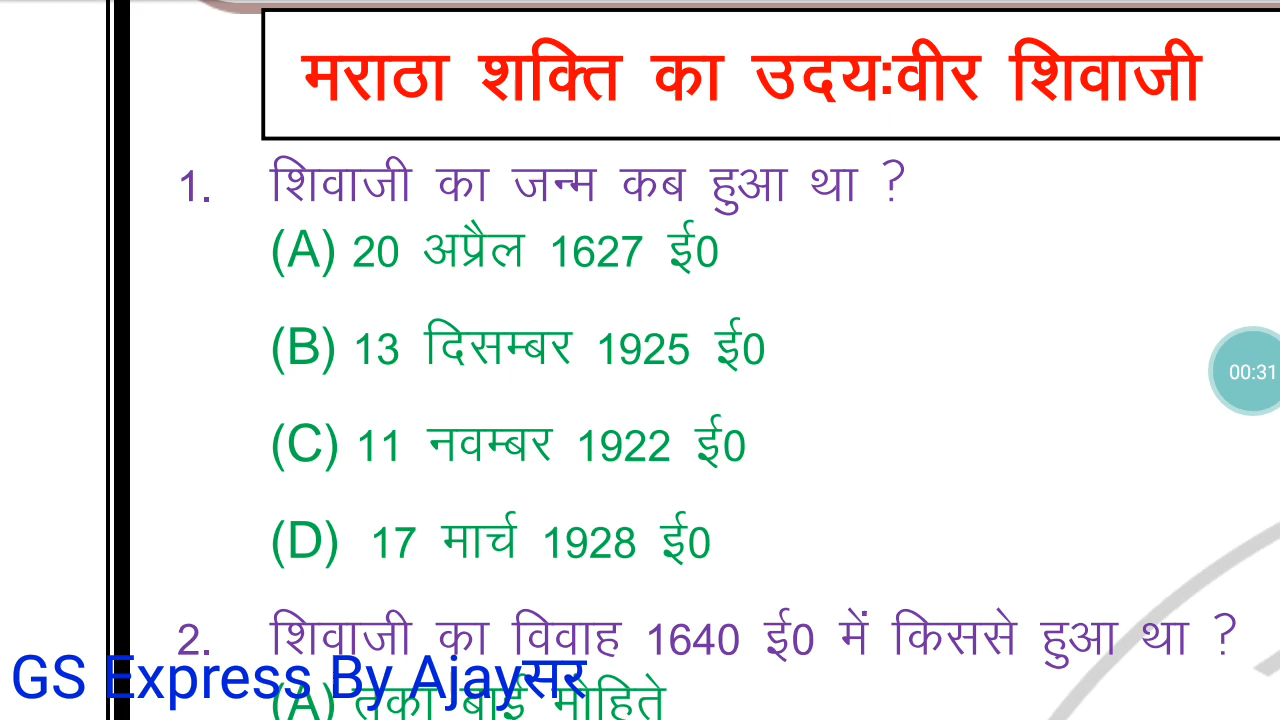 मराठा शक्ति का उदय:वीर शिवाजी
1. शिवाजी का जन्म कब हुआ था ?
(A) 20 अप्रैल 1627 ई0
(B) 13 दिसम्बर 1925 ई0
00:31
(C) 11 नवम्बर 1922 ई0
(D) 17 मार्च 1928 ई0
2. शिवाजी का विवाह 1640 ई0 में किससे हुआ था ?
GS Express By Ajayसर
(A) तुका बाई मोहिते